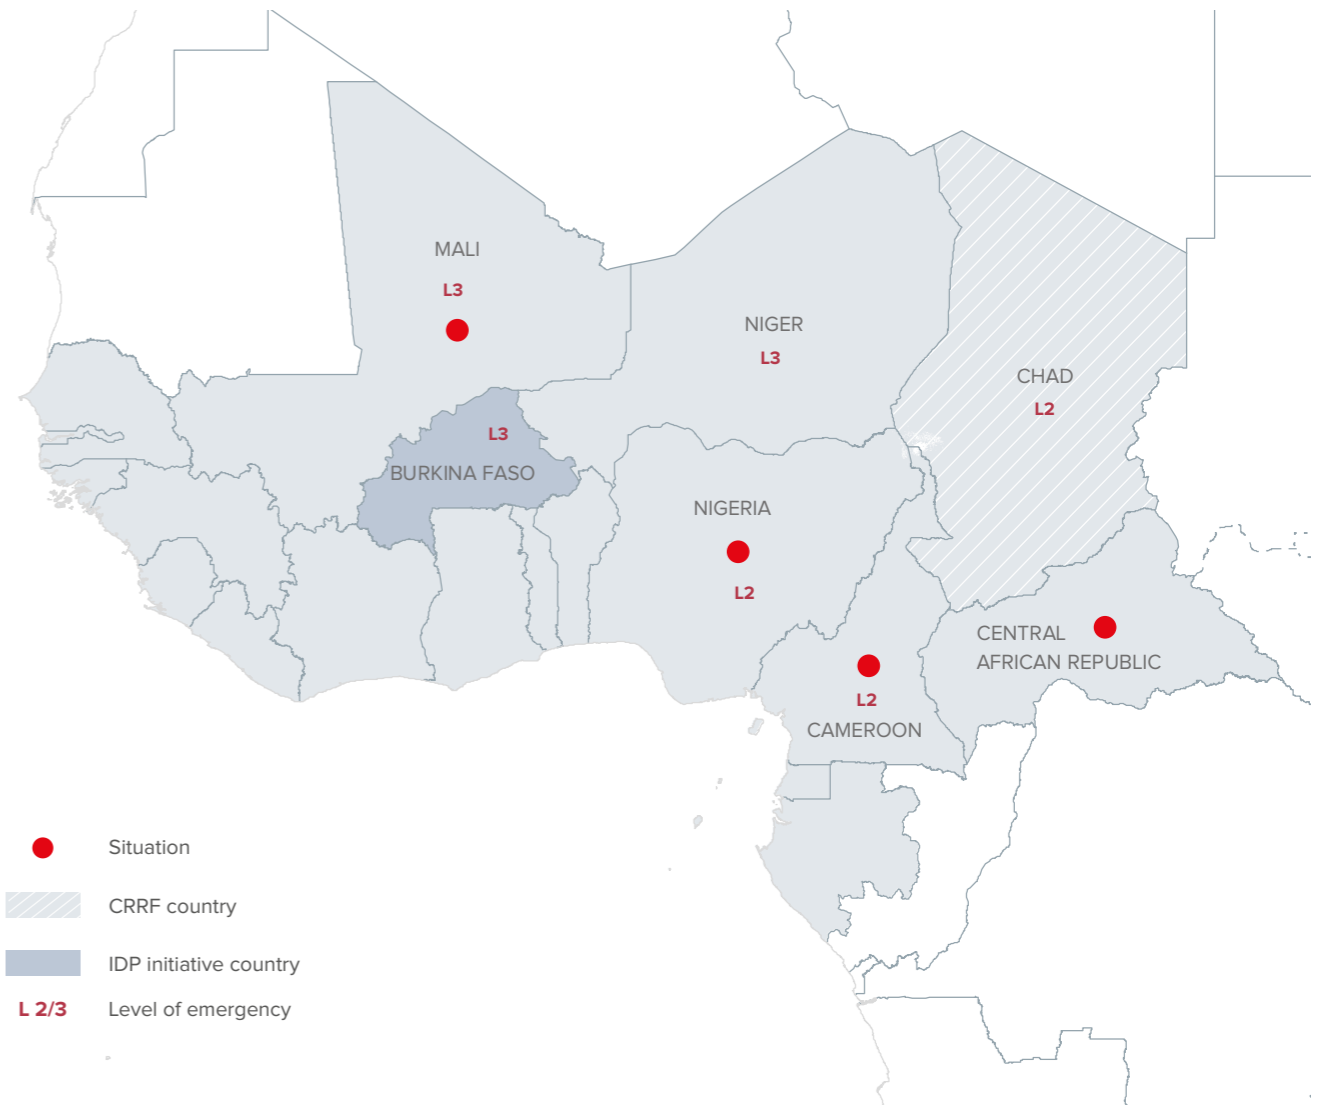 MALI
L3
NIGER
L3
CHAD
L2
L3
BURKINA FASO
NIGERIA
L2
CENTRAL
AFRICAN REPUBLIC
L2
CAMEROON
Situation
CRRF country
IDP initiative country
L 2/3 Level of emergency